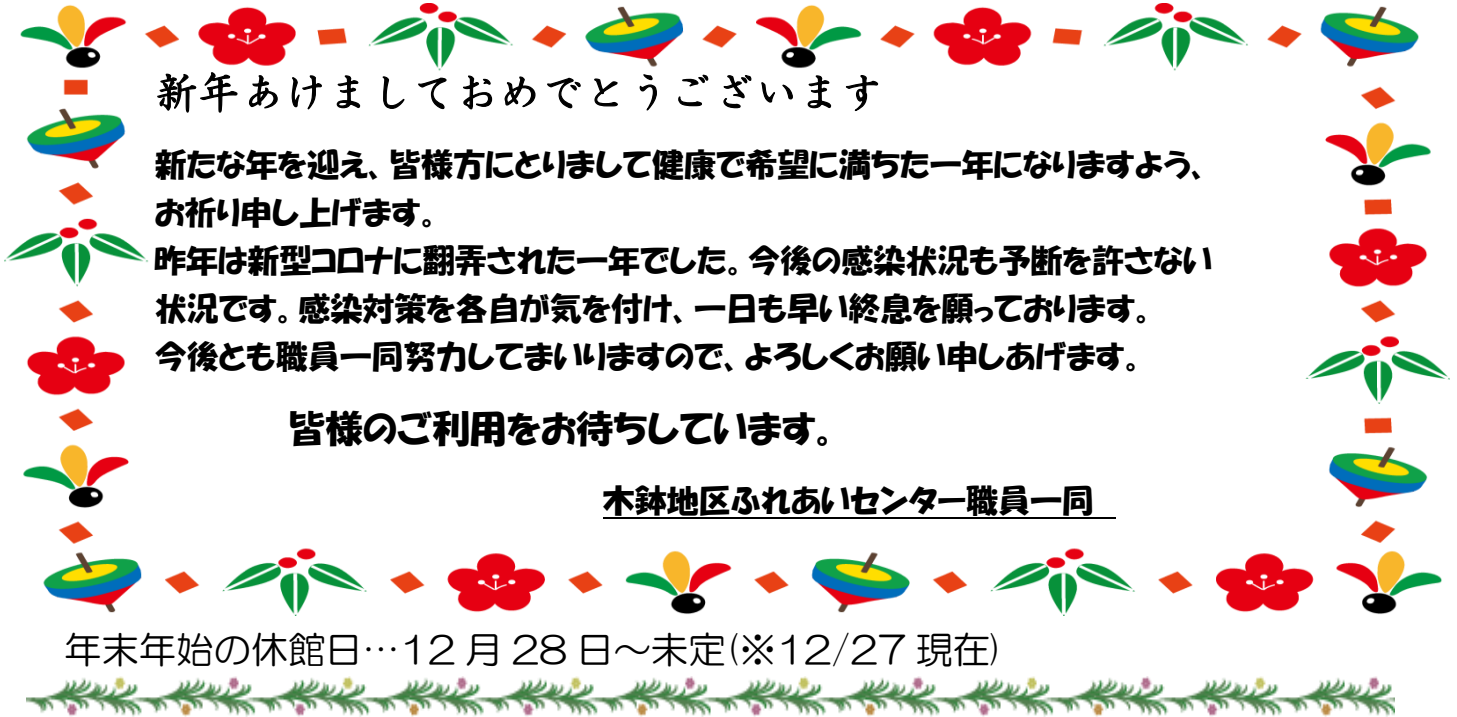 新年あけましておめでとうございます
新たな年を迎え、皆様方にとりまして健康で希望に満ちた一年になりますよう、
お祈り申し上げます。
昨年は新型コロナに翻弄された一年でした。今後の感染状況も予断を許さない
状況です。感染対策を各自が気を付け、一日も早い終息を願っております。
今後とも職員一同努力してまいりますので、よろしくお願い申しあげます。
皆様のご利用をお待ちしています。
木鉢地区ふれあいセンター職員一同
年末年始の休館日…12月28日～未定(※12/27現在)